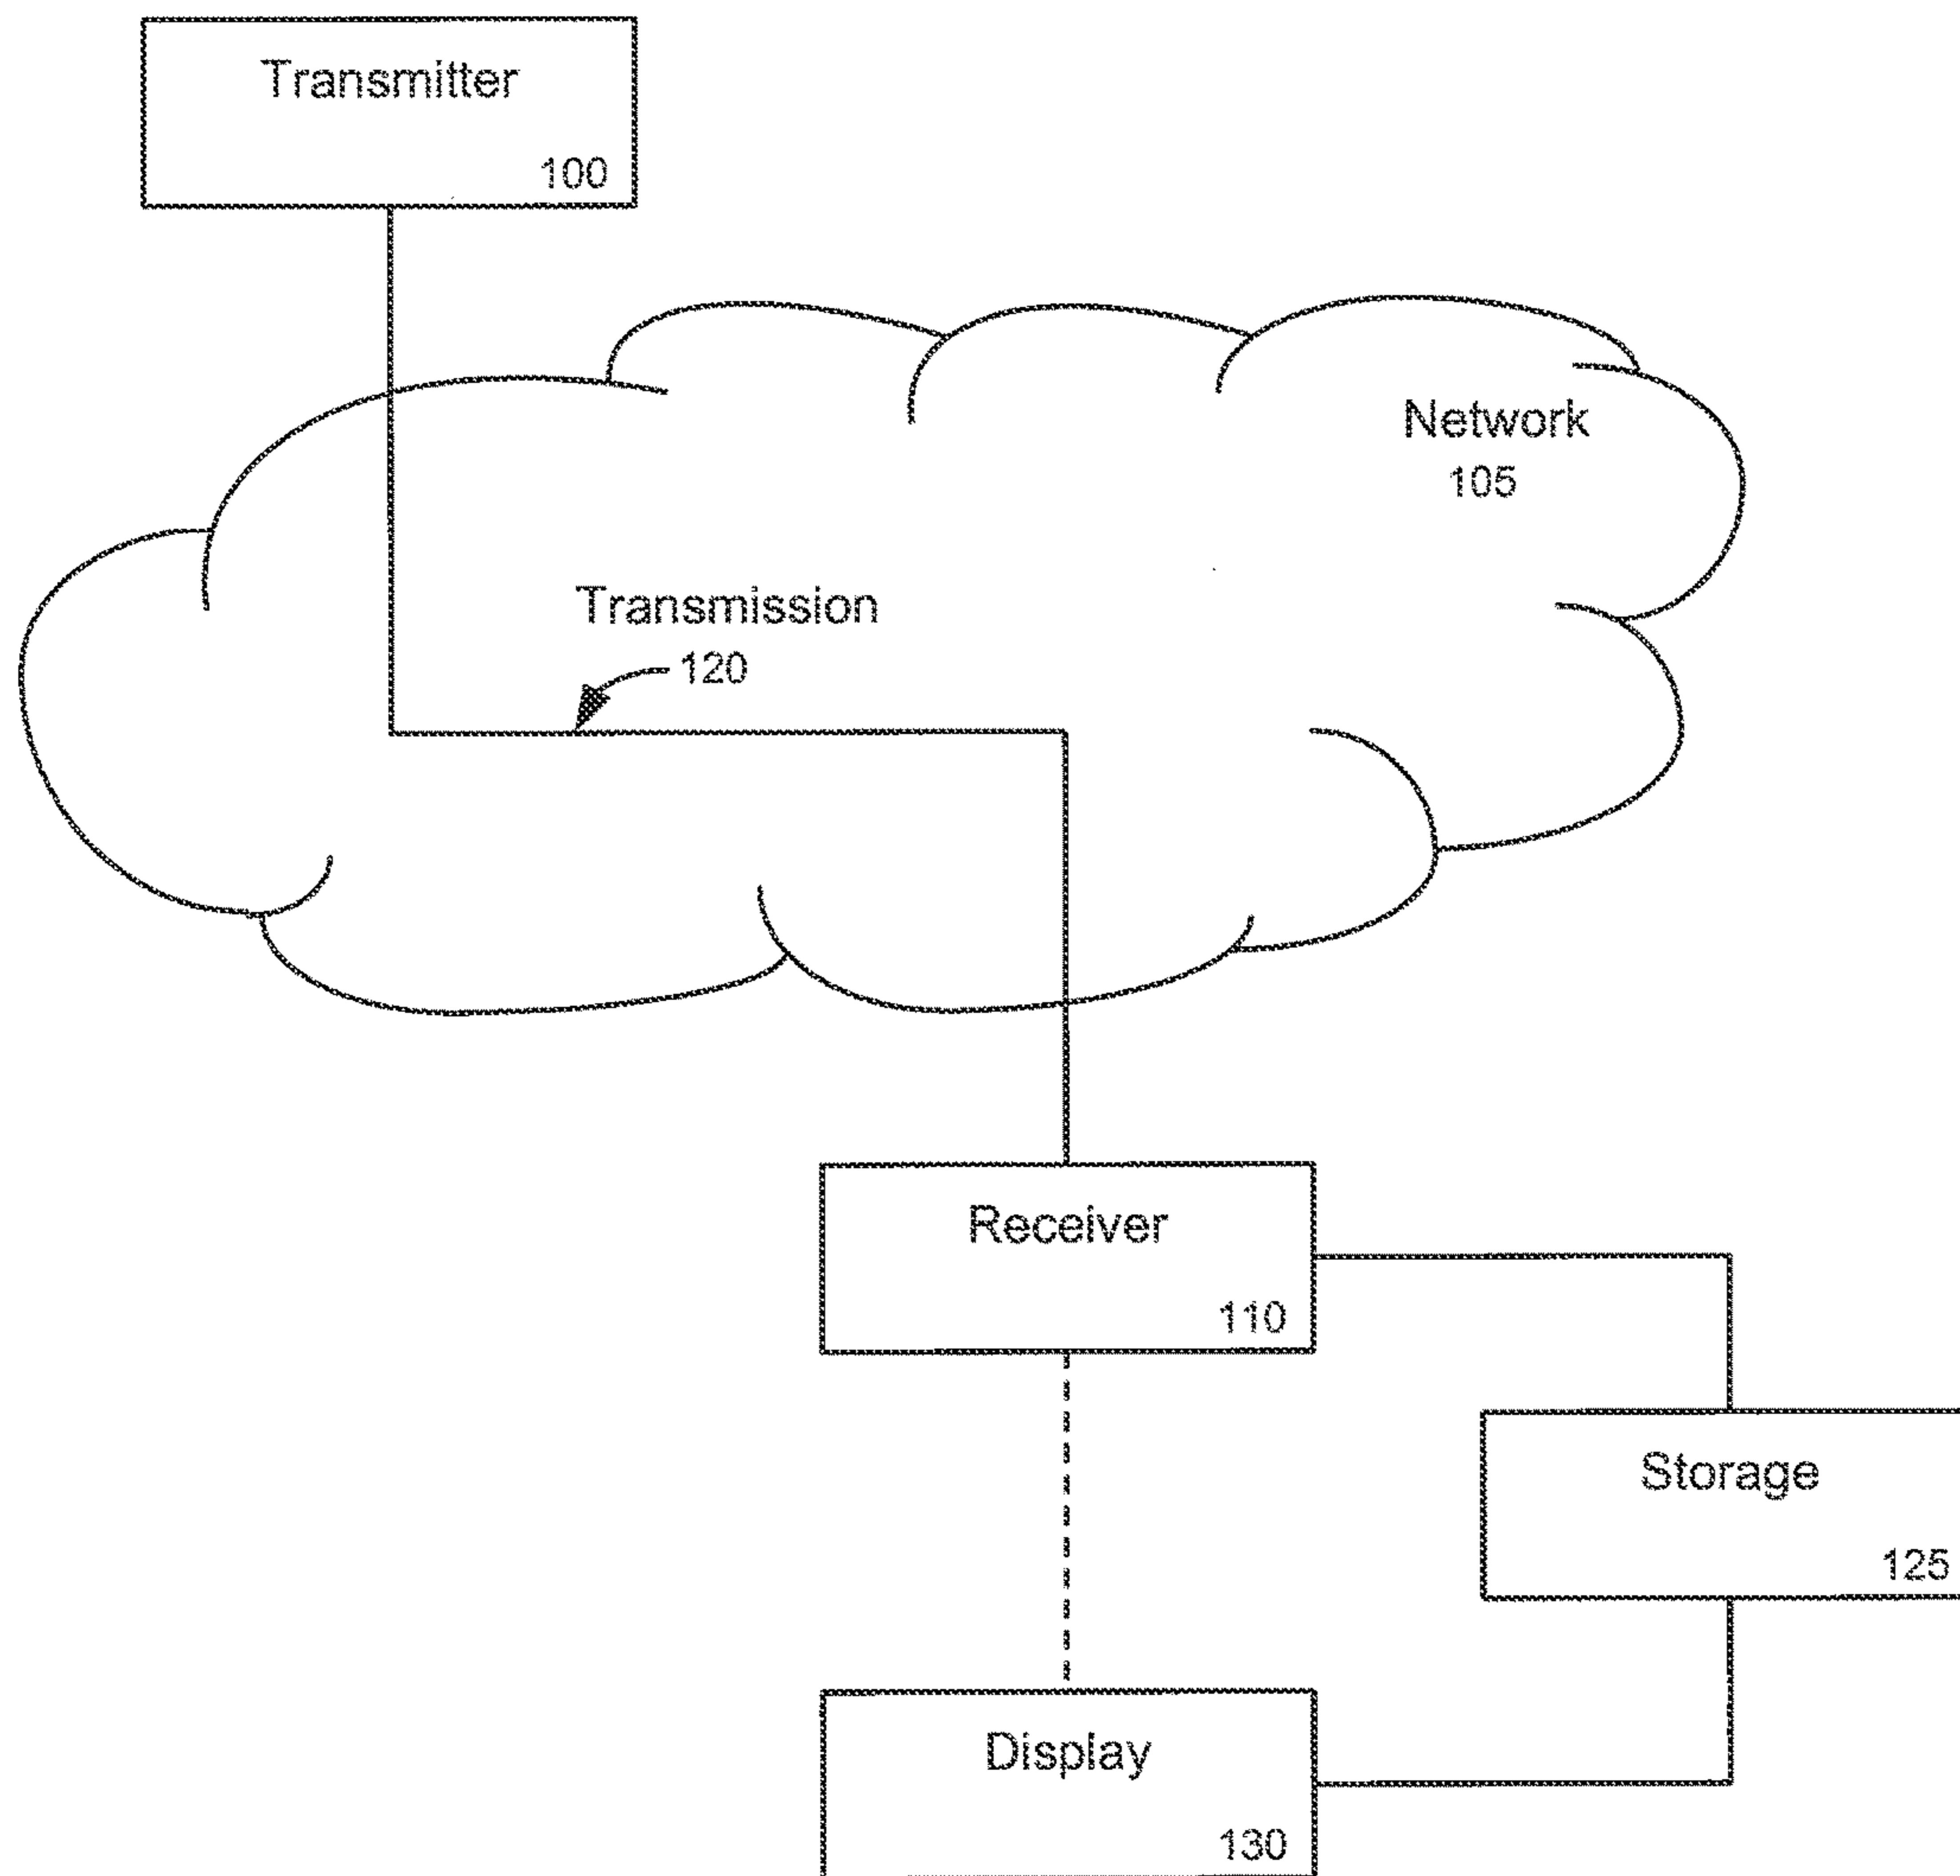 Transmitter
100
Network
105
Transmission
120
Receiver
110
Storage
125
Display
130